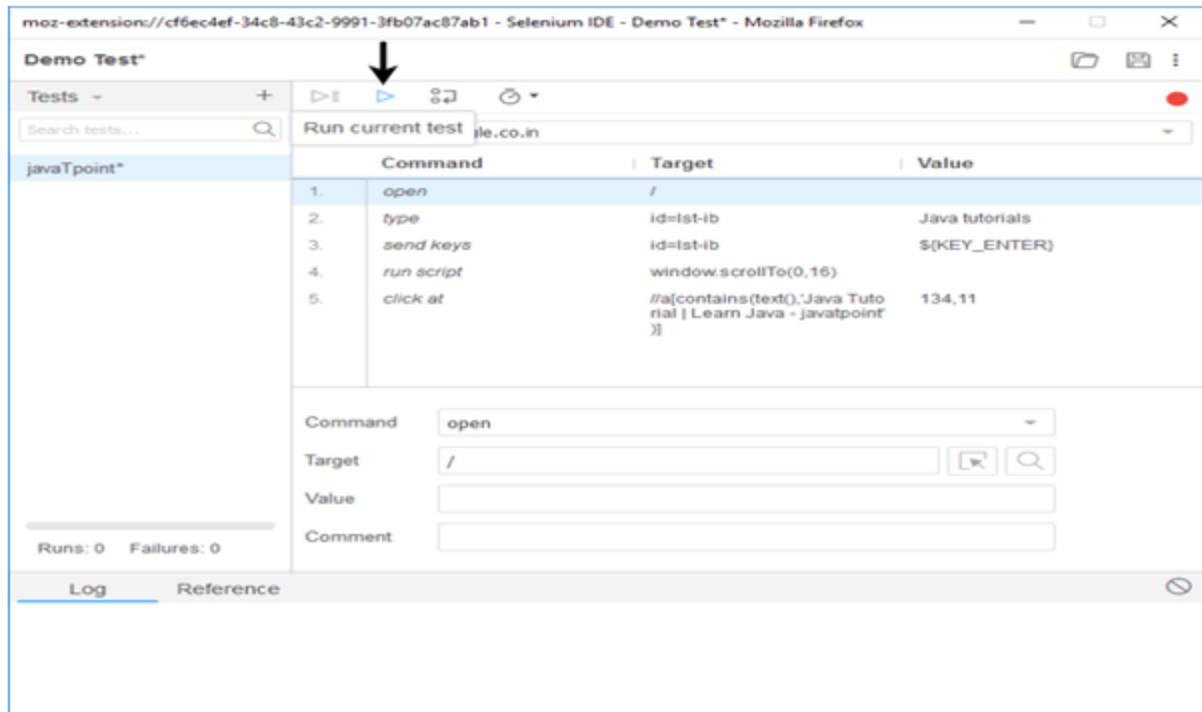 moz-extension://cf6ec4ef-34c8-43c2-9991-3fb07ac87ab1 - Selenium IDE - Demo Test* - Mozilla Firefox
Demo Test*
Tests
Search tests...
javaTpoint*
Run current test
gle.co.in
Command Target Value
1. open /
2. type id=lst-ib Java tutorials
3. send keys id=lst-ib ${KEY_ENTER}
4. run script window.scrollTo(0,16)
5. click at //a[contains(text(),'Java Tuto 134,11
rial | Learn Java - javatpoint'
)]
Command open
Target /
Value
Comment
Runs: 0 Failures: 0
Log Reference